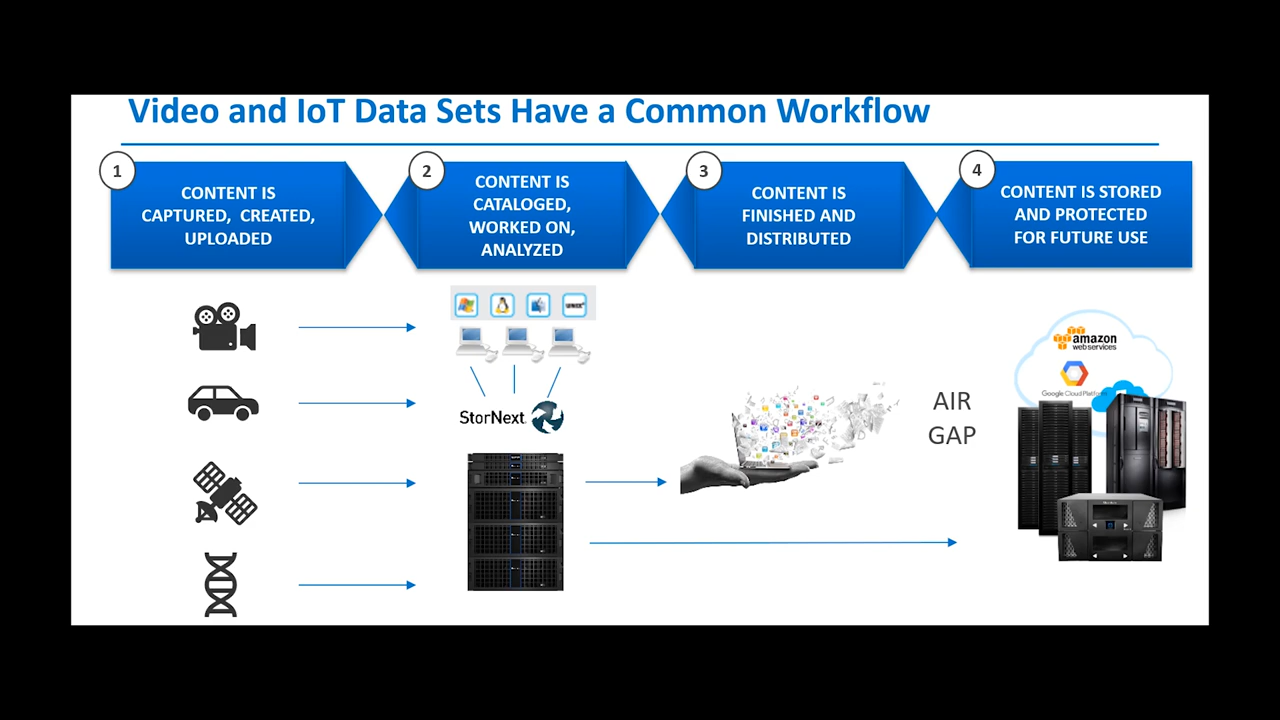 Video and IoT Data Sets Have a Common Workflow
1
CONTENT IS
CAPTURED, CREATED,
UPLOADED
2
CONTENT IS
CATALOGED,
WORKED ON,
ANALYZED
3
CONTENT IS
FINISHED AND
DISTRIBUTED
4
CONTENT IS STORED
AND PROTECTED
FOR FUTURE USE
StorNext
AIR
GAP
amazon
web services
Google Cloud Platform